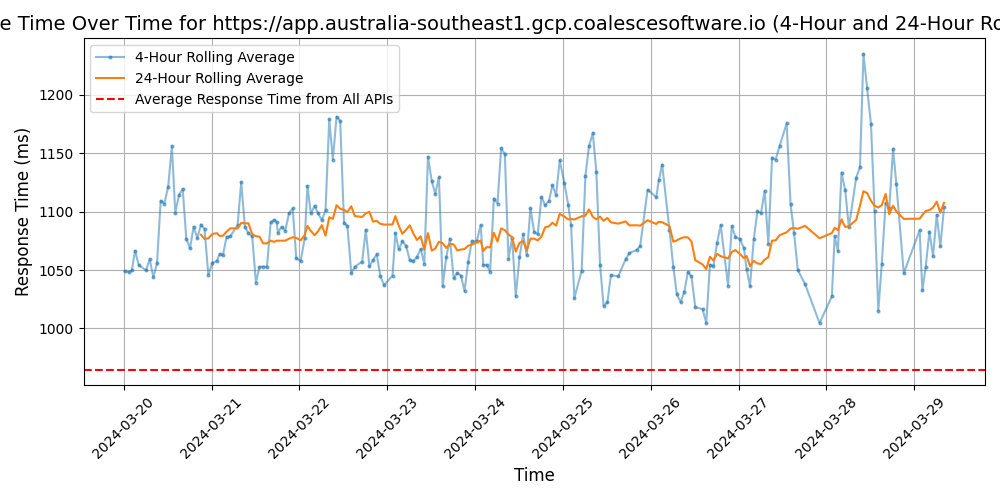 e Time Over Time for https://app.australia-southeast1.gcp.coalescesoftware.io (4-Hour and 24-Hour Ro
4-Hour Rolling Average
24-Hour Rolling Average
Average Response Time from All APIs
Response Time (ms)
1200
1150
1100
1050
1000
2024-03-20
2024-03-21
2024-03-22
2024-03-23
2024-03-24
2024-03-25
2024-03-26
2024-03-27
2024-03-28
2024-03-29
Time